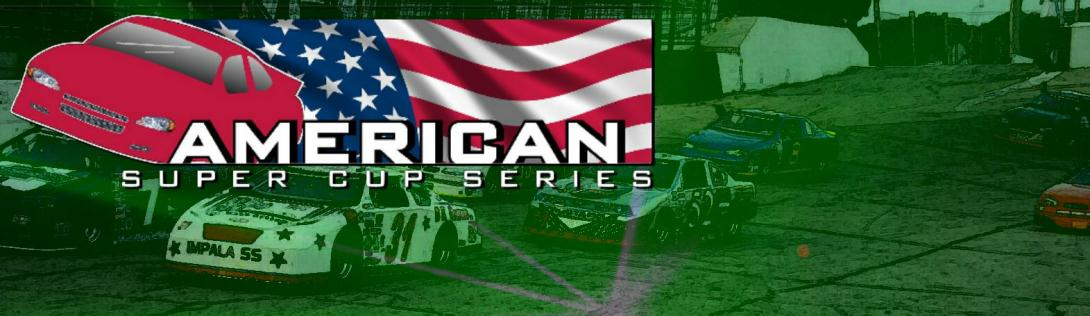 AMERICAN
SUPER CUP SERIES
IMPALA SS
31